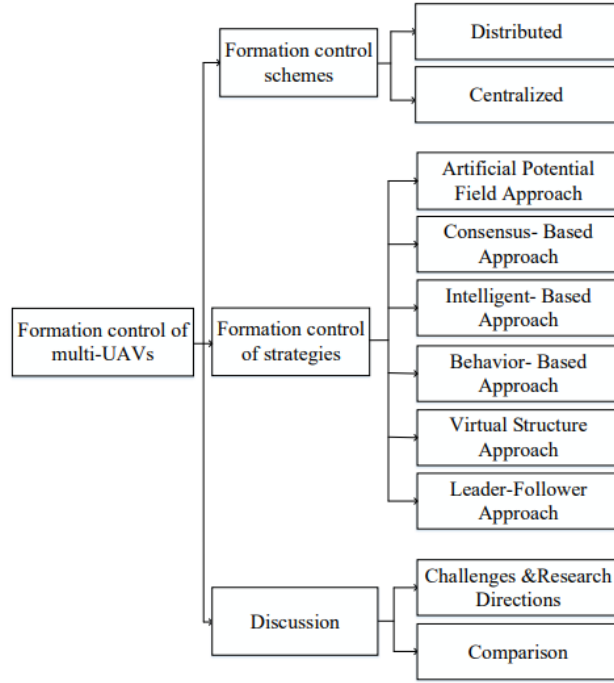 Formation control of
multi-UAVs
Formation control
schemes
Distributed
Centralized
Formation control
of strategies
Artificial Potential
Field Approach
Consensus- Based
Approach
Intelligent- Based
Approach
Behavior- Based
Approach
Virtual Structure
Approach
Leader-Follower
Approach
Discussion
Challenges &Research
Directions
Comparison